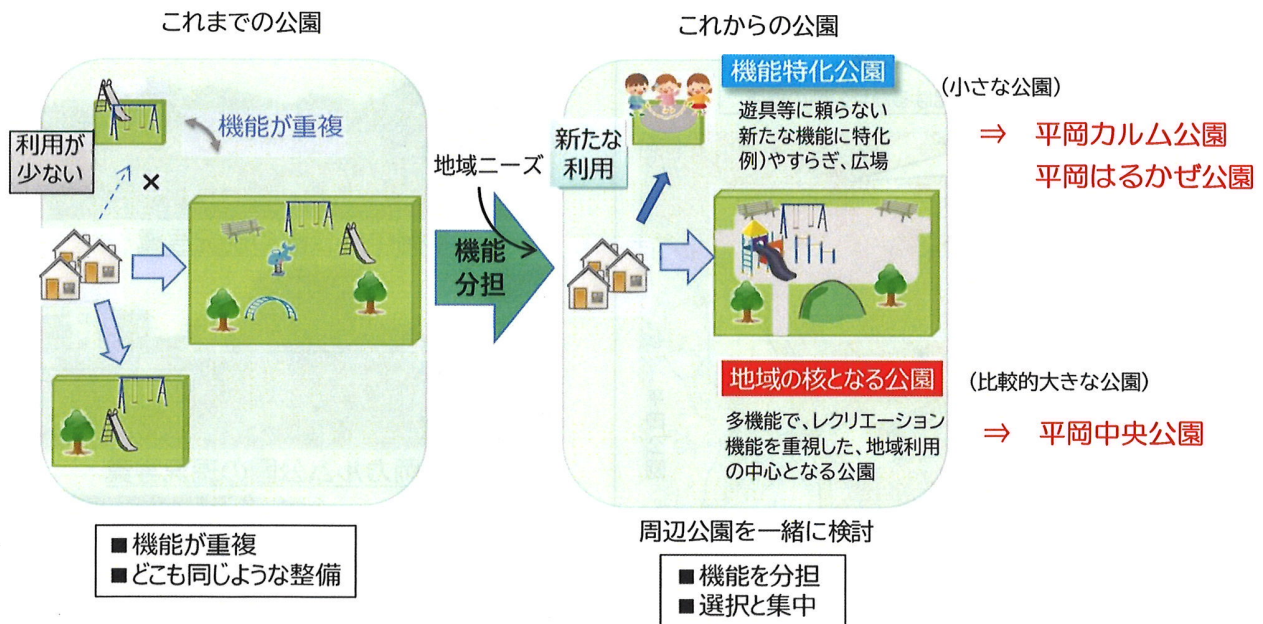 これまでの公園
利用が
少ない
機能が重複
×
■機能が重複
■どこも同じような整備
地域ニーズ
機能
分担
これからの公園
機能特化公園
遊具等に頼らない
新たな機能に特化
例)やすらぎ、広場
新たな
利用
地域の核となる公園
多機能で、レクリエーション
機能を重視した、地域利用
の中心となる公園
周辺公園を一緒に検討
■機能を分担
■選択と集中
(小さな公園)
⇒ 平岡カルム公園
平岡はるかぜ公園
(比較的大きな公園)
⇒ 平岡中央公園